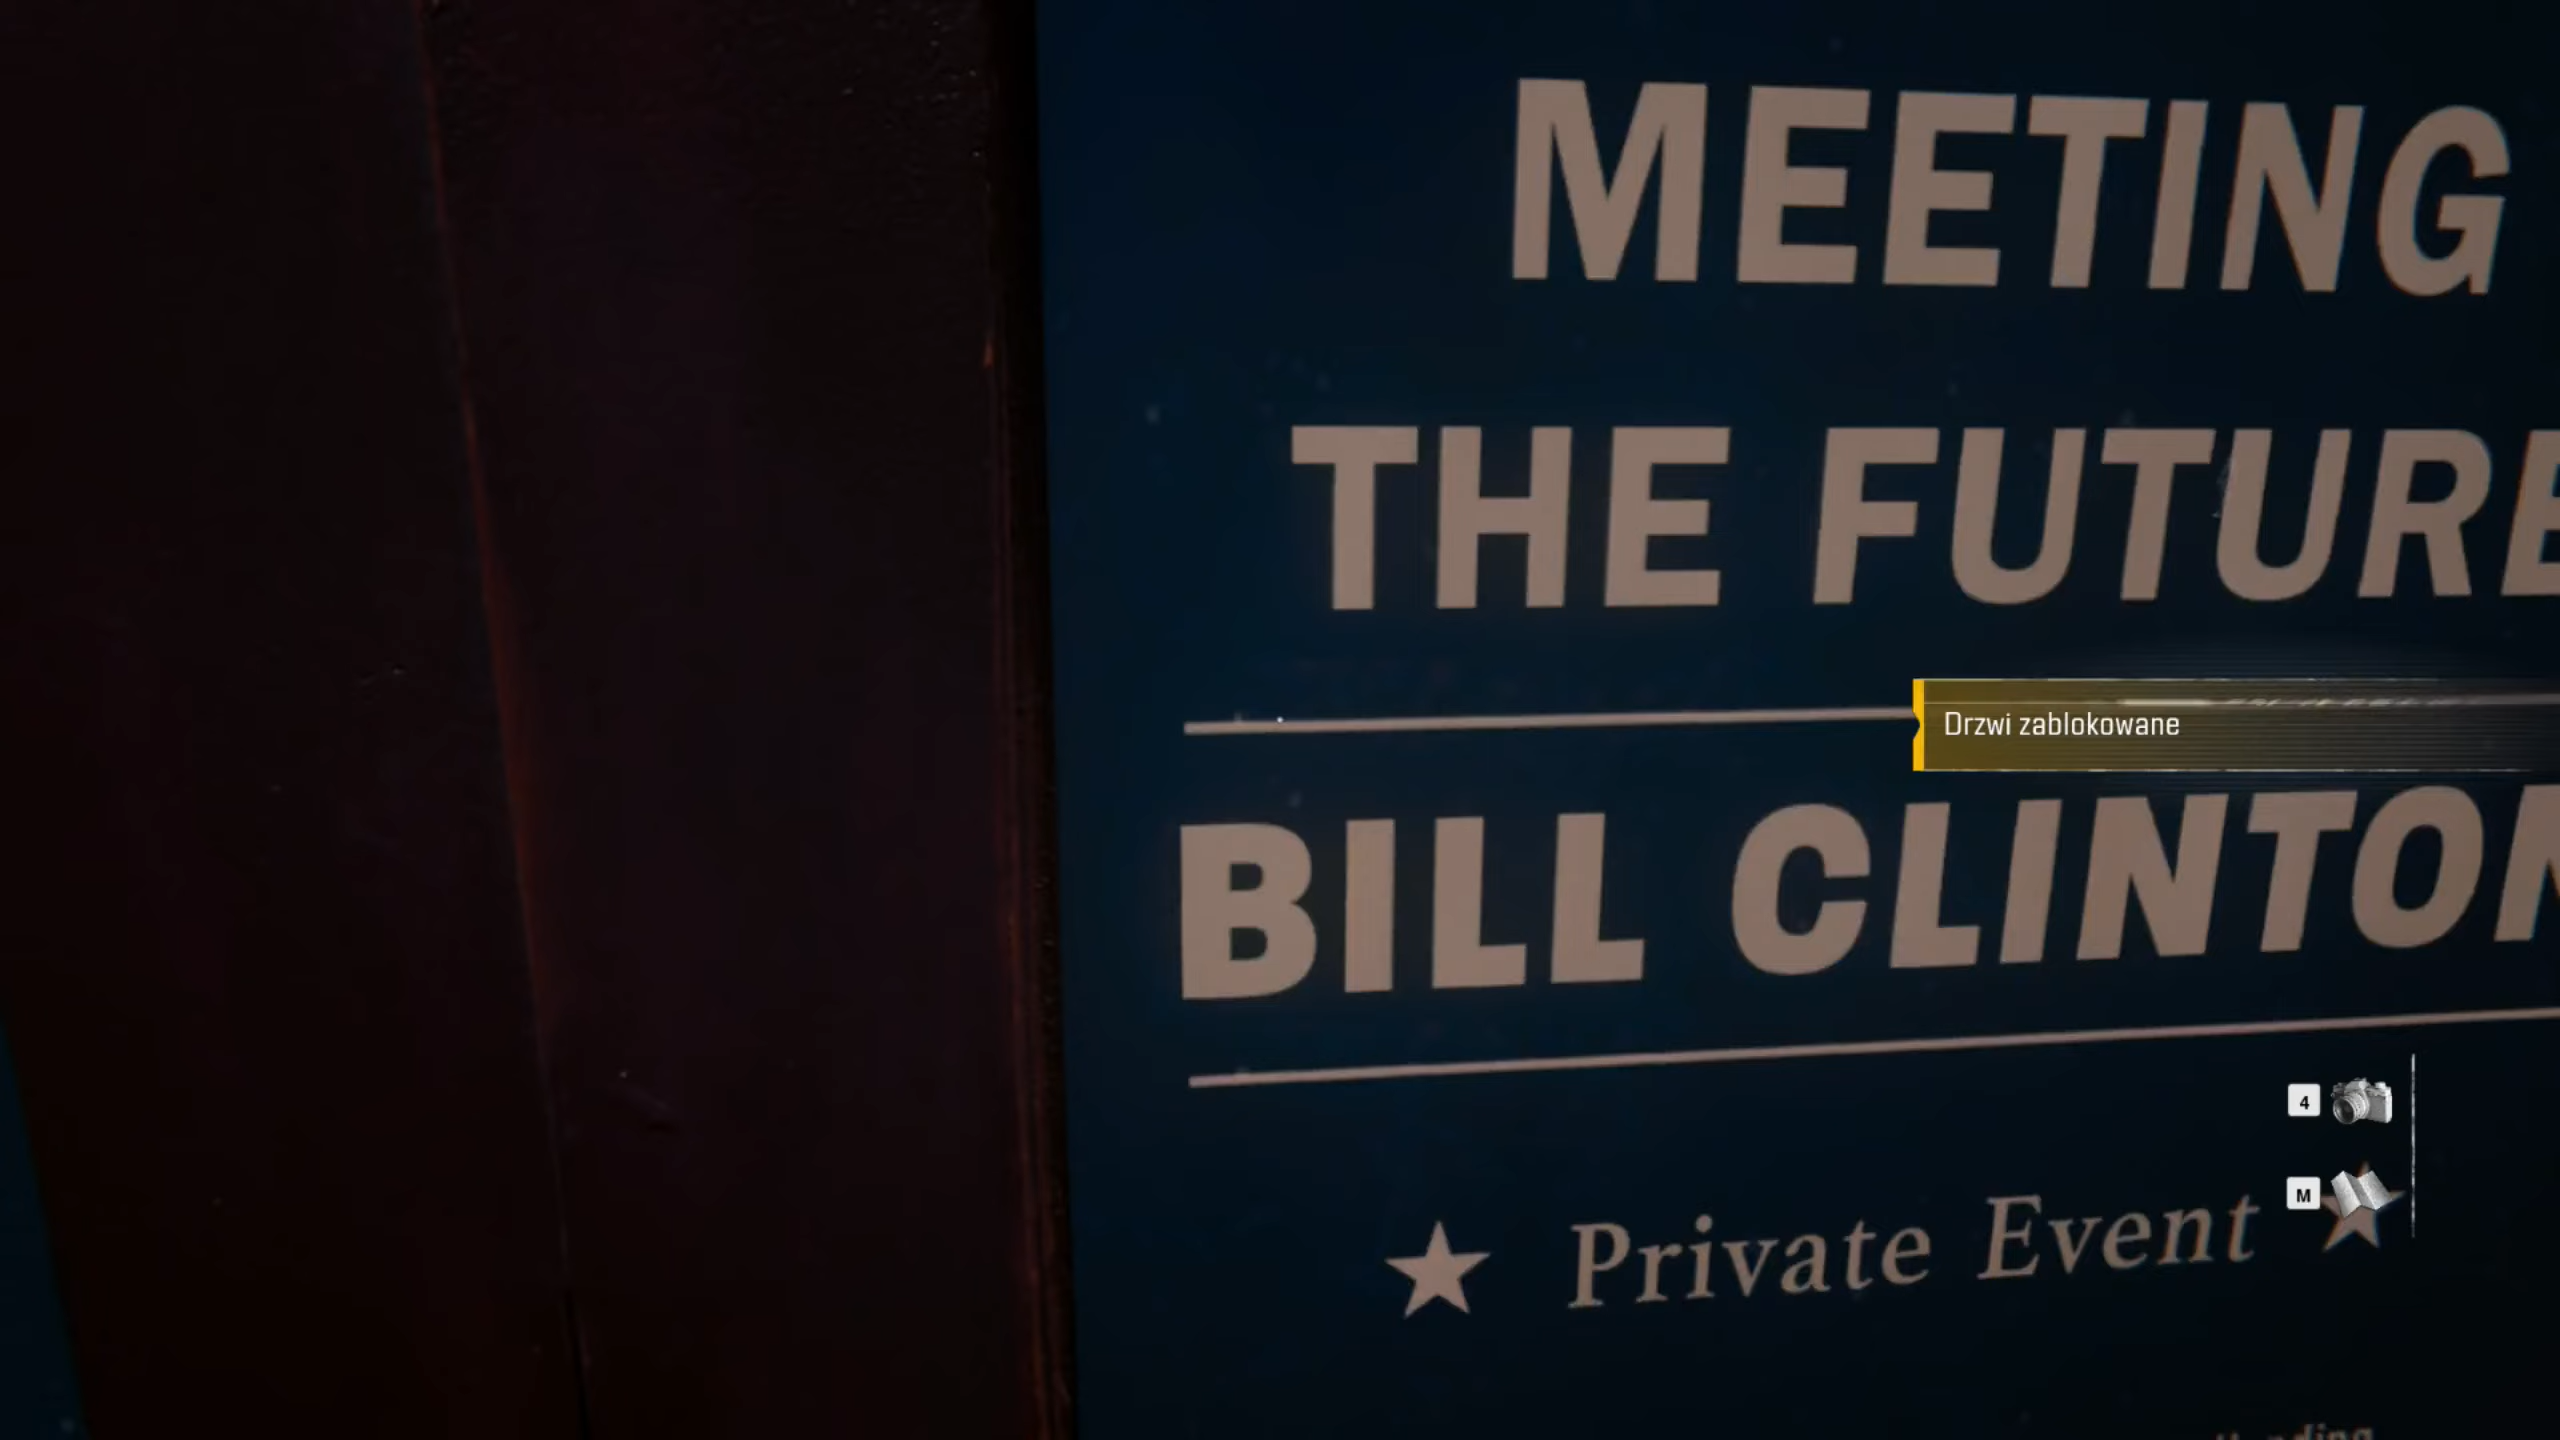 MEETING
THE FUTURE
Drzwi zablokowane
BILL CLINTON
4
M
Private Event